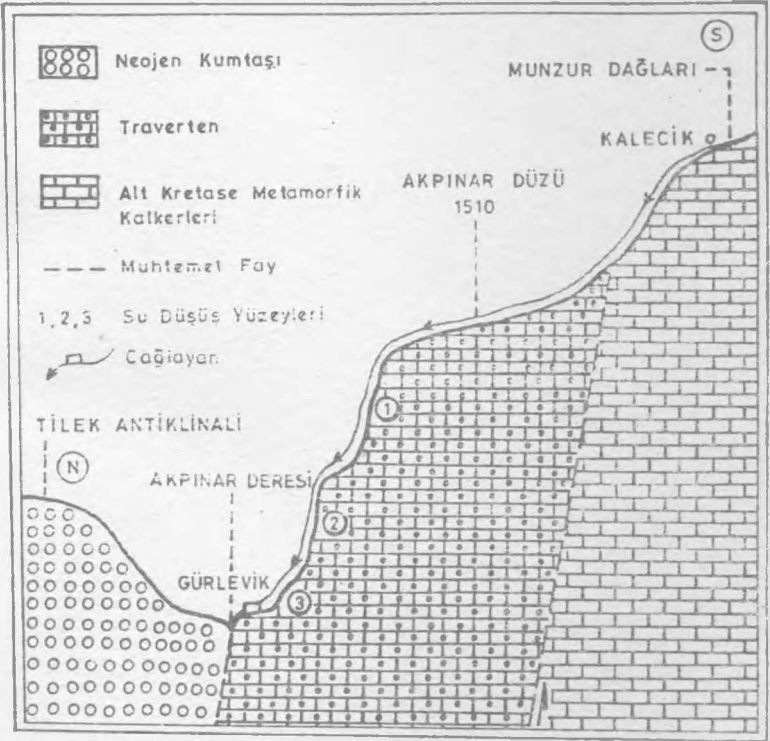 Neojen Kumtaşı
Traverten
Alt Kretase Metamorfik
Kalkerleri
Muhtemel Fay
1,2,3 Su Düşüş Yüzeyleri
Çağlayan
S
MUNZUR DAĞLARI
KALECİK
AKPINAR DÜZÜ
1510
TİLEK ANTİKLİNALİ
N
AKPINAR DERESİ
GÜRLEVİK
1
2
3